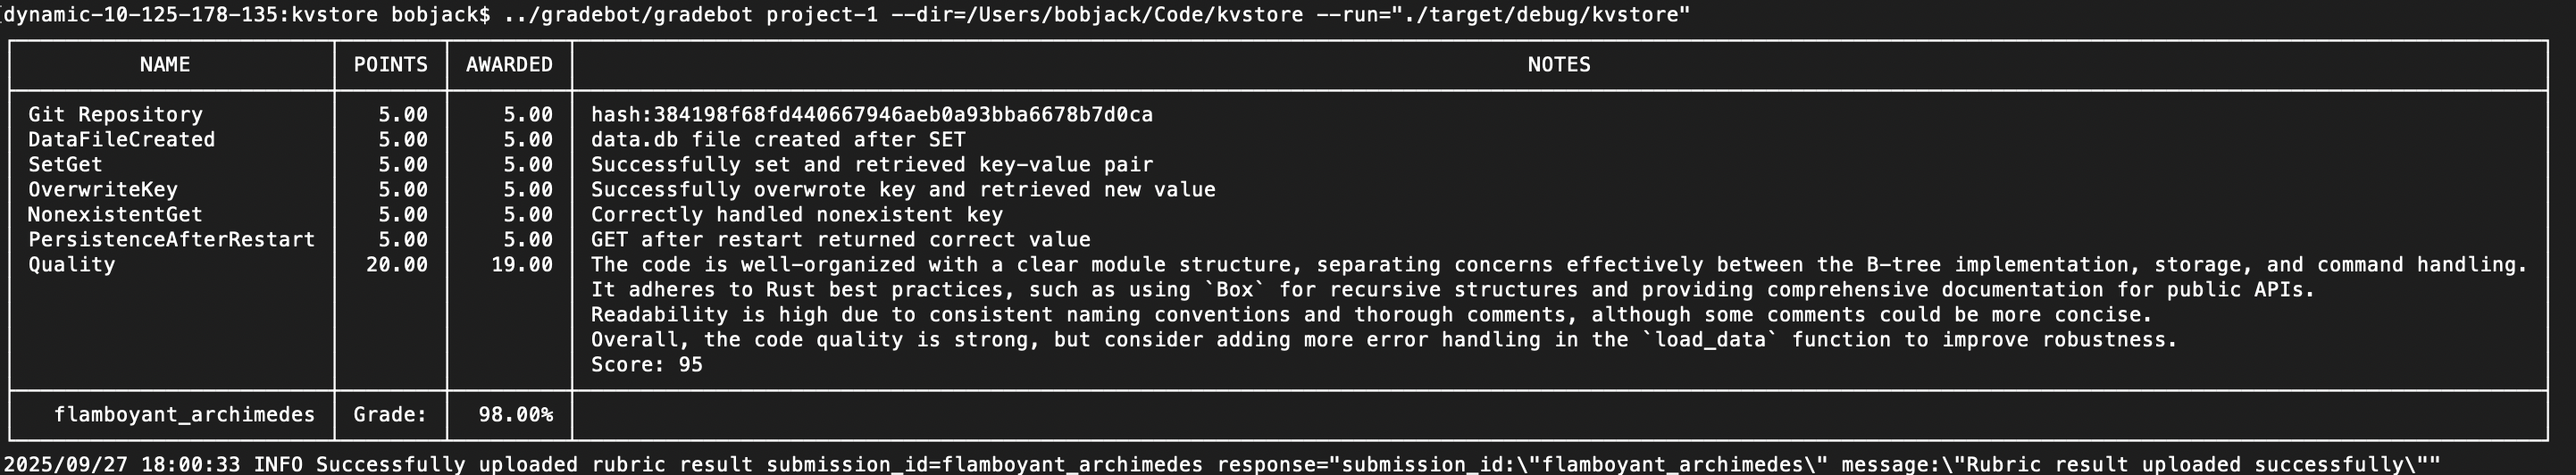 dynamic-10-125-178-135:kvstore bobjack$ ../gradebot/gradebot project-1 --dir=/Users/bobjack/Code/kvstore --run="./target/debug/kvstore"
NAME POINTS AWARDED NOTES
Git Repository 5.00 5.00 hash:384198f68fd440667946aeb0a93bba6678b7d0ca
DataFileCreated 5.00 5.00 data.db file created after SET
SetGet 5.00 5.00 Successfully set and retrieved key-value pair
OverwriteKey 5.00 5.00 Successfully overwrote key and retrieved new value
NonexistentGet 5.00 5.00 Correctly handled nonexistent key
PersistenceAfterRestart 5.00 5.00 GET after restart returned correct value
Quality 20.00 19.00 The code is well-organized with a clear module structure, separating concerns effectively between the B-tree implementation, storage, and command handling.
It adheres to Rust best practices, such as using `Box` for recursive structures and providing comprehensive documentation for public APIs.
Readability is high due to consistent naming conventions and thorough comments, although some comments could be more concise.
Overall, the code quality is strong, but consider adding more error handling in the `load_data` function to improve robustness.
Score: 95
flamboyant_archimedes Grade: 98.00%
2025/09/27 18:00:33 INFO Successfully uploaded rubric result submission_id=flamboyant_archimedes response="submission_id:\"flamboyant_archimedes\" message:\"Rubric result uploaded successfully\""